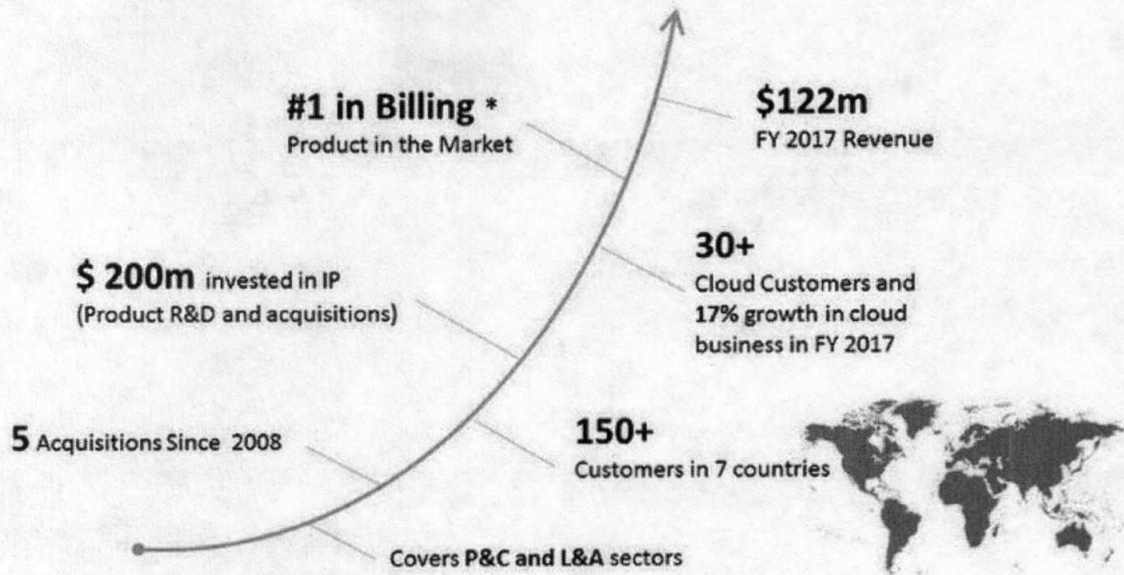 #1 in Billing *
Product in the Market
$122m
FY 2017 Revenue
$ 200m invested in IP
(Product R&D and acquisitions)
30+
Cloud Customers and
17% growth in cloud
business in FY 2017
5 Acquisitions Since 2008
150+
Customers in 7 countries
Covers P&C and L&A sectors